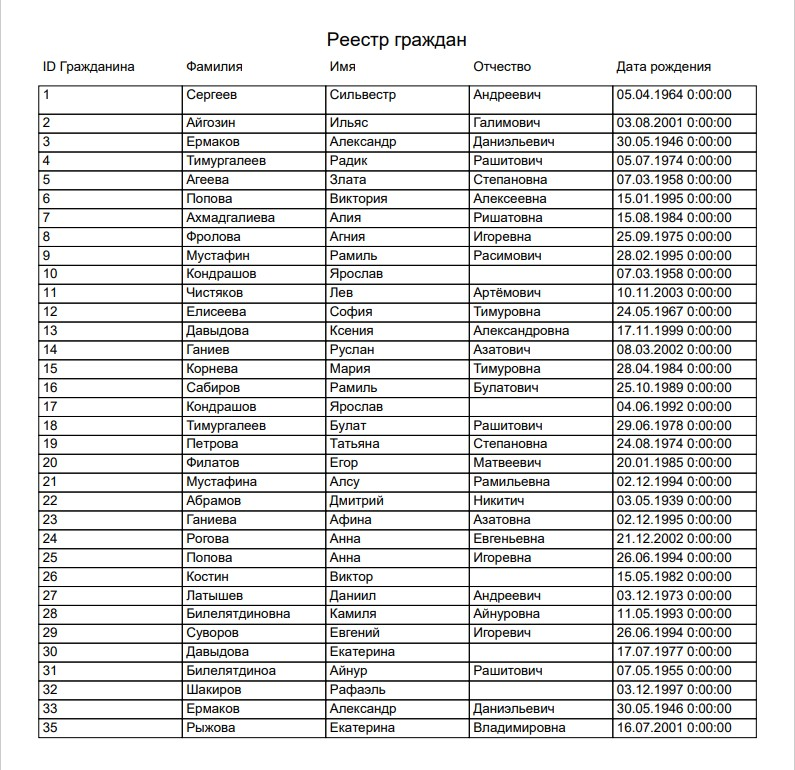 Реестр граждан
ID Гражданина Фамилия Имя Отчество Дата рождения
1 Сергеев Сильвестр Андреевич 05.04.1964 0:00:00
2 Айгозин Ильяс Галимович 03.08.2001 0:00:00
3 Ермаков Александр Даниэльевич 30.05.1946 0:00:00
4 Тимургалеев Радик Рашитович 05.07.1974 0:00:00
5 Агеева Злата Степановна 07.03.1958 0:00:00
6 Попова Виктория Алексеевна 15.01.1995 0:00:00
7 Ахмадгалиева Алия Ришатовна 15.08.1984 0:00:00
8 Фролова Агния Игоревна 25.09.1975 0:00:00
9 Мустафин Рамиль Расимович 28.02.1995 0:00:00
10 Кондрашов Ярослав 07.03.1958 0:00:00
11 Чистяков Лев Артёмович 10.11.2003 0:00:00
12 Елисеева София Тимуровна 24.05.1967 0:00:00
13 Давыдова Ксения Александровна 17.11.1999 0:00:00
14 Ганиев Руслан Азатович 08.03.2002 0:00:00
15 Корнева Мария Тимуровна 28.04.1984 0:00:00
16 Сабиров Рамиль Булатович 25.10.1989 0:00:00
17 Кондрашов Ярослав 04.06.1992 0:00:00
18 Тимургалеев Булат Рашитович 29.06.1978 0:00:00
19 Петрова Татьяна Степановна 24.08.1974 0:00:00
20 Филатов Егор Матвеевич 20.01.1985 0:00:00
21 Мустафина Алсу Рамильевна 02.12.1994 0:00:00
22 Абрамов Дмитрий Никитич 03.05.1939 0:00:00
23 Ганиева Афина Азатовна 02.12.1995 0:00:00
24 Рогова Анна Евгеньевна 21.12.2002 0:00:00
25 Попова Анна Игоревна 26.06.1994 0:00:00
26 Костин Виктор 15.05.1982 0:00:00
27 Латышев Даниил Андреевич 03.12.1973 0:00:00
28 Билелятдиновна Камиля Айнуровна 11.05.1993 0:00:00
29 Суворов Евгений Игоревич 26.06.1994 0:00:00
30 Давыдова Екатерина 17.07.1977 0:00:00
31 Билелятдиноа Айнур Рашитович 07.05.1955 0:00:00
32 Шакиров Рафаэль 03.12.1997 0:00:00
33 Ермаков Александр Даниэльевич 30.05.1946 0:00:00
35 Рыжова Екатерина Владимировна 16.07.2001 0:00:00